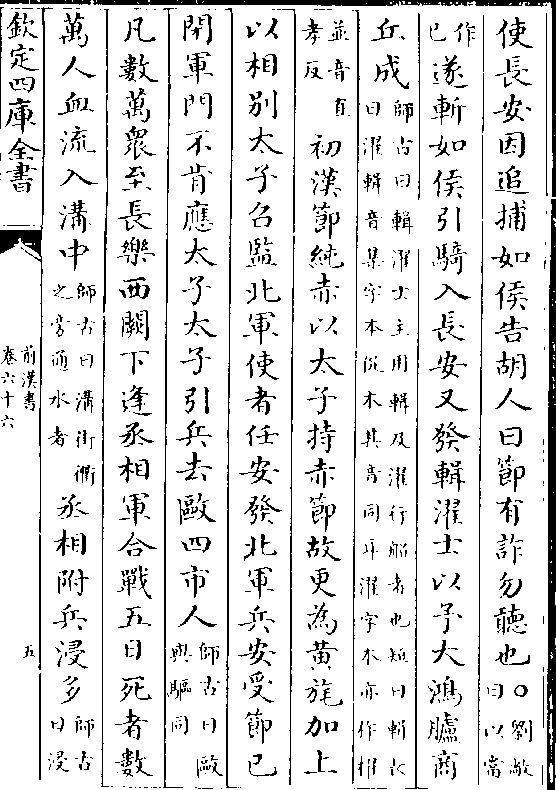 使長安因追捕如侯告胡人曰節有詐勿聽也○劉敞曰以當
作已遂斬如侯引騎入長安又發輯濯士以予大鴻臚商
丘成師古曰輯濯士主用輯及濯行船者也短曰輯長曰濯輯音集字本從木其音同耳濯字本亦作櫂
並音直孝反初漢節純赤以太子持赤節故更為黃旄加上
以相別太子召監北軍使者任安發北軍兵安受節已
閉軍門不肯應太子太子引兵去歐四市人師古曰歐與驅同
凡數萬衆至長樂西闕下逢丞相軍合戰五日死者數
萬人血流入溝中師古曰溝街衢之旁通水者丞相附兵浸多師古曰浸
欽定四庫全書
前漢書
卷六十六
五